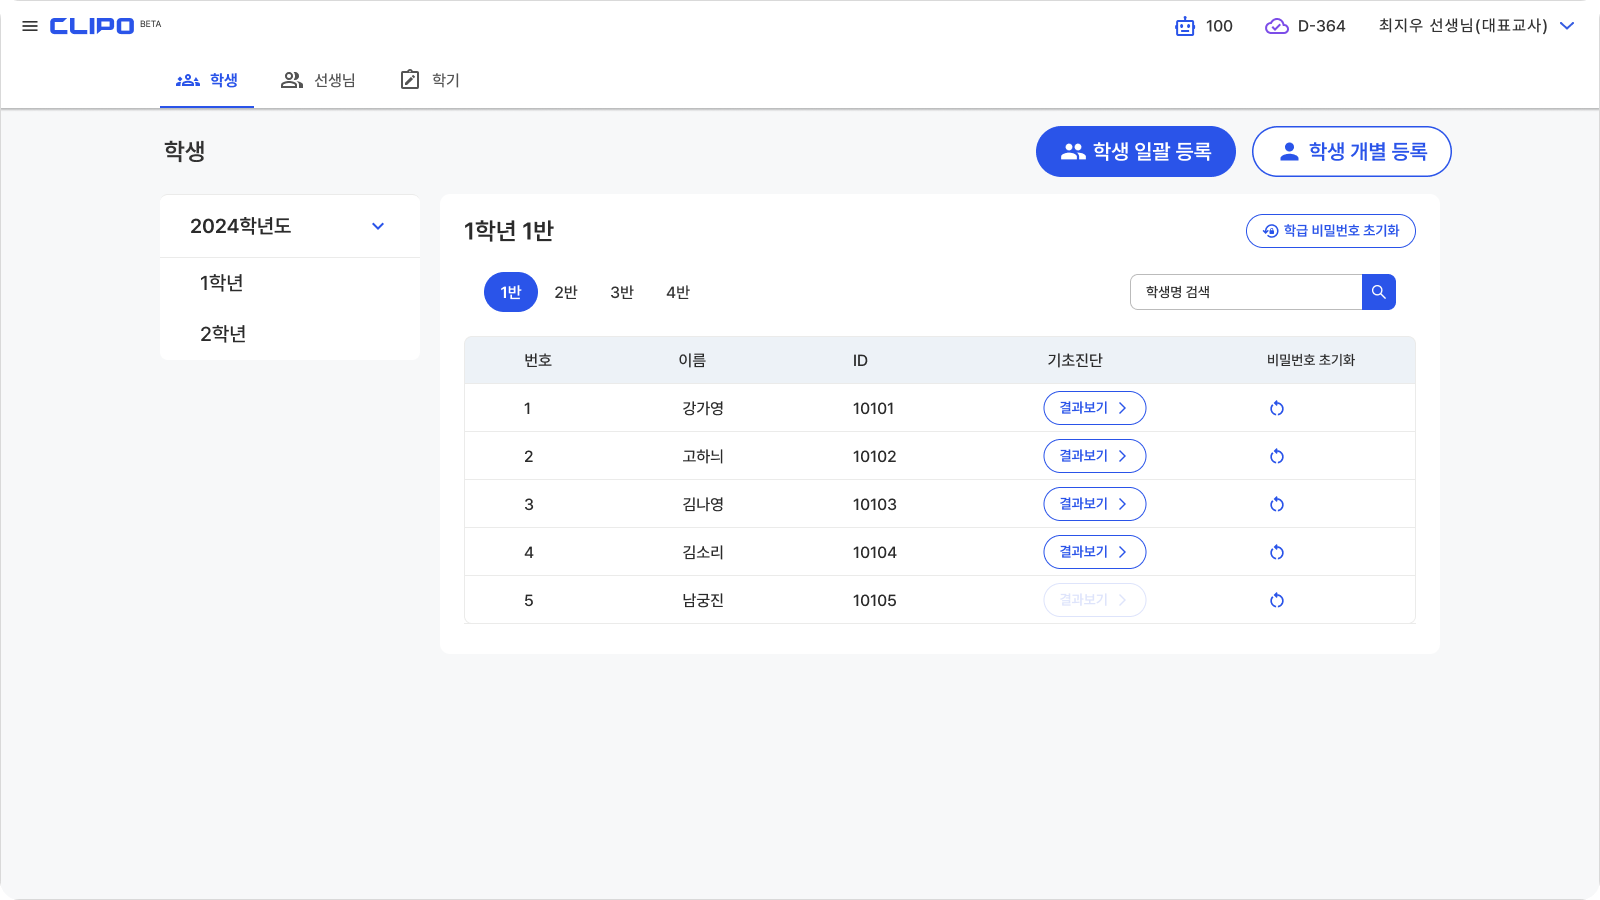 CLIPO BETA
100 D-364 최지우 선생님(대표교사)
학생 선생님 학기
학생 학생 일괄 등록 학생 개별 등록
2024학년도
1학년
2학년
1학년 1반 학급 비밀번호 초기화
1반 2반 3반 4반 학생명 검색
번호 이름 ID 기초진단 비밀번호 초기화
1 강가영 10101 결과보기
2 고하늬 10102 결과보기
3 김나영 10103 결과보기
4 김소리 10104 결과보기
5 남궁진 10105 결과보기